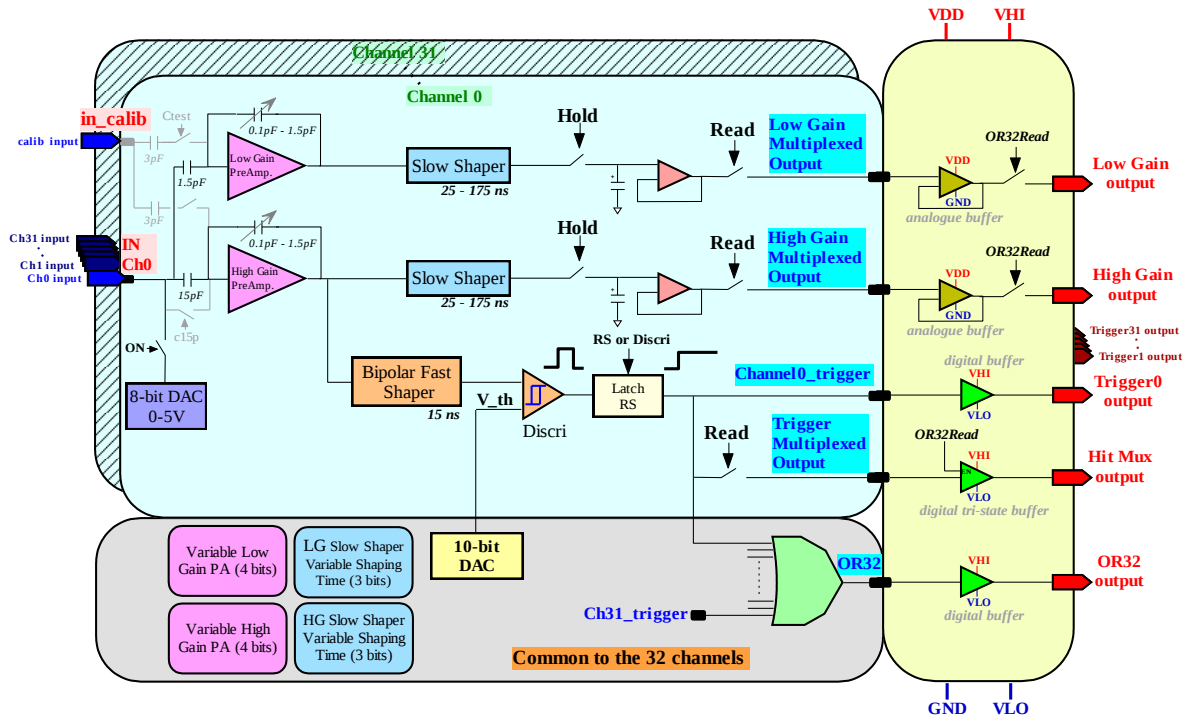 VDD
VHI
Channel 31
Channel 0
in_calib
calib input
Ctest
3pF
1.5pF
0.1pF - 1.5pF
Low Gain
PreAmp.
Slow Shaper
25 - 175 ns
Hold
Read
Low Gain
Multiplexed
Output
OR32Read
VDD
GND
analogue buffer
Low Gain
output
3pF
Ch31 input
Ch1 input
Ch0 input
IN
Ch0
15pF
c15p
0.1pF - 1.5pF
High Gain
PreAmp.
Slow Shaper
25 - 175 ns
Hold
Read
High Gain
Multiplexed
Output
OR32Read
VDD
GND
analogue buffer
High Gain
output
Trigger31 output
Trigger1 output
ON
8-bit DAC
0-5V
Bipolar Fast
Shaper
15 ns
V_th
Discri
RS or Discri
Latch
RS
Channel0_trigger
digital buffer
VHI
VLO
Trigger0
output
Read
Trigger
Multiplexed
Output
OR32Read
EN
VHI
VLO
digital tri-state buffer
Hit Mux
output
Variable Low
Gain PA (4 bits)
LG Slow Shaper
Variable Shaping
Time (3 bits)
Variable High
Gain PA (4 bits)
HG Slow Shaper
Variable Shaping
Time (3 bits)
10-bit
DAC
Ch31_trigger
OR32
VHI
VLO
digital buffer
OR32
output
Common to the 32 channels
GND
VLO